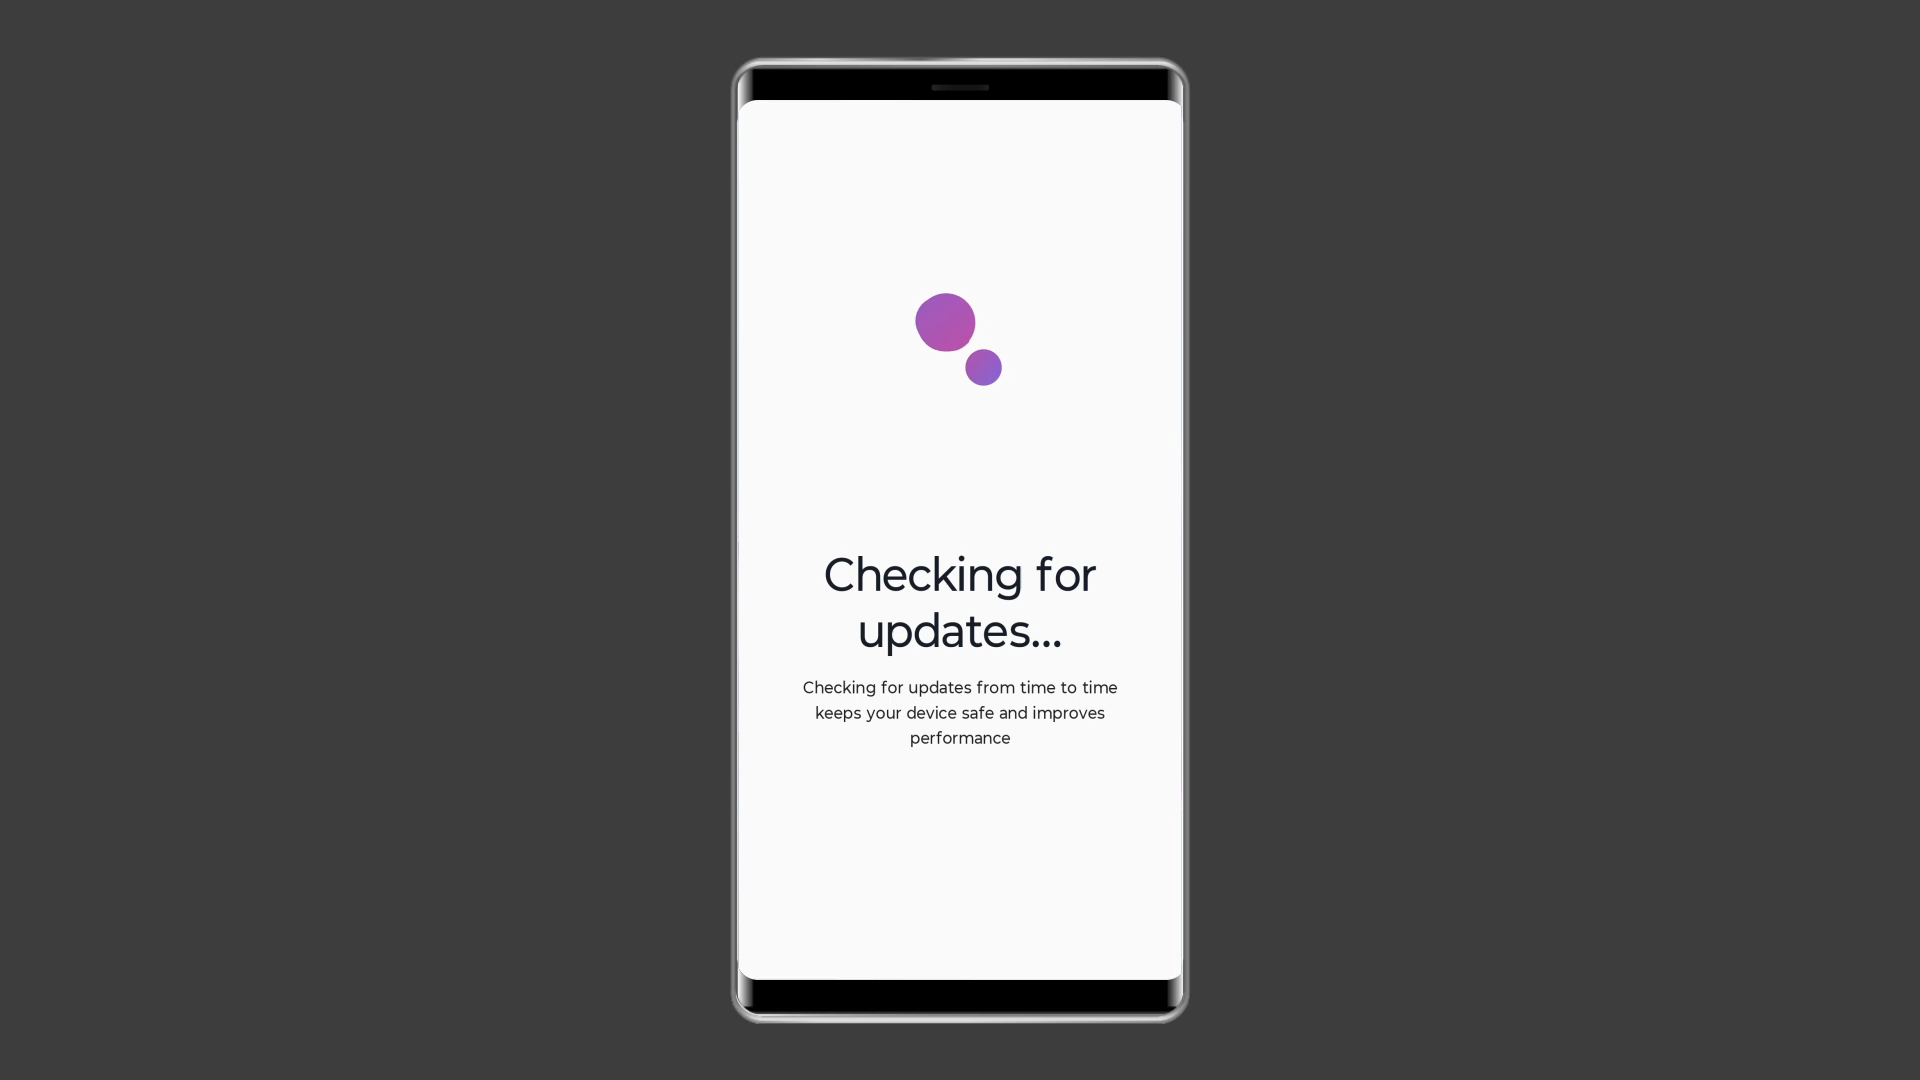 Checking for
updates...
Checking for updates from time to time
keeps your device safe and improves
performance